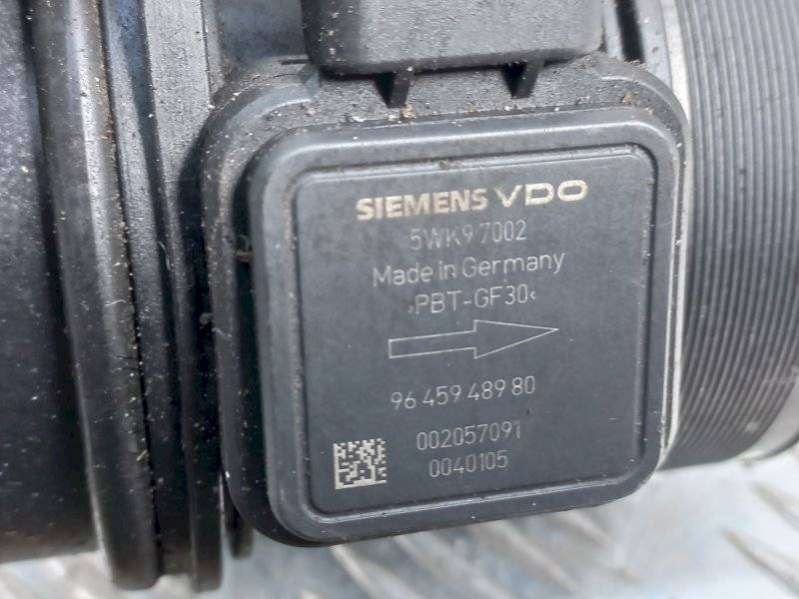 SIEMENS VDO
5WK9 7002
Made in Germany
›PBT-GF30‹
96 459 489 80
002057091
0040105